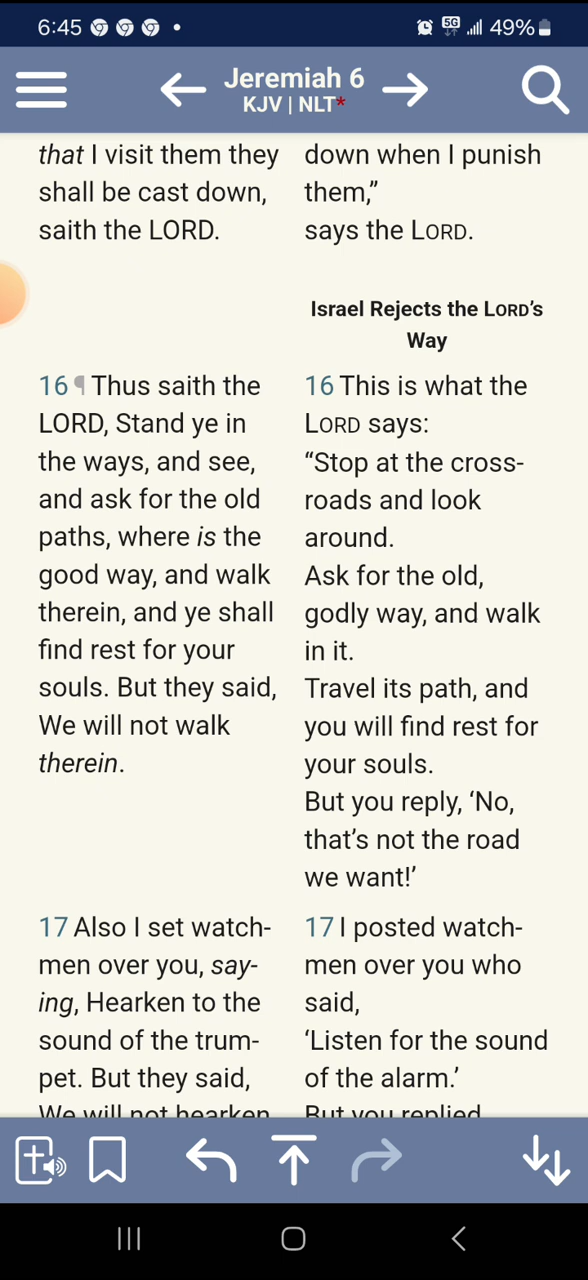 6:45
5G
49%
Jeremiah 6
KJV | NLT*
that I visit them they
shall be cast down,
saith the LORD.
16 ¶ Thus saith the
LORD, Stand ye in
the ways, and see,
and ask for the old
paths, where is the
good way, and walk
therein, and ye shall
find rest for your
souls. But they said,
We will not walk
therein.
17 Also I set watch-
men over you, say-
ing, Hearken to the
sound of the trum-
pet. But they said,
We will not hearken
down when I punish
them,”
says the LORD.
Israel Rejects the LORD’s
Way
16 This is what the
LORD says:
“Stop at the cross-
roads and look
around.
Ask for the old,
godly way, and walk
in it.
Travel its path, and
you will find rest for
your souls.
But you reply, ‘No,
that’s not the road
we want!’
17 I posted watch-
men over you who
said,
‘Listen for the sound
of the alarm.’
But you replied